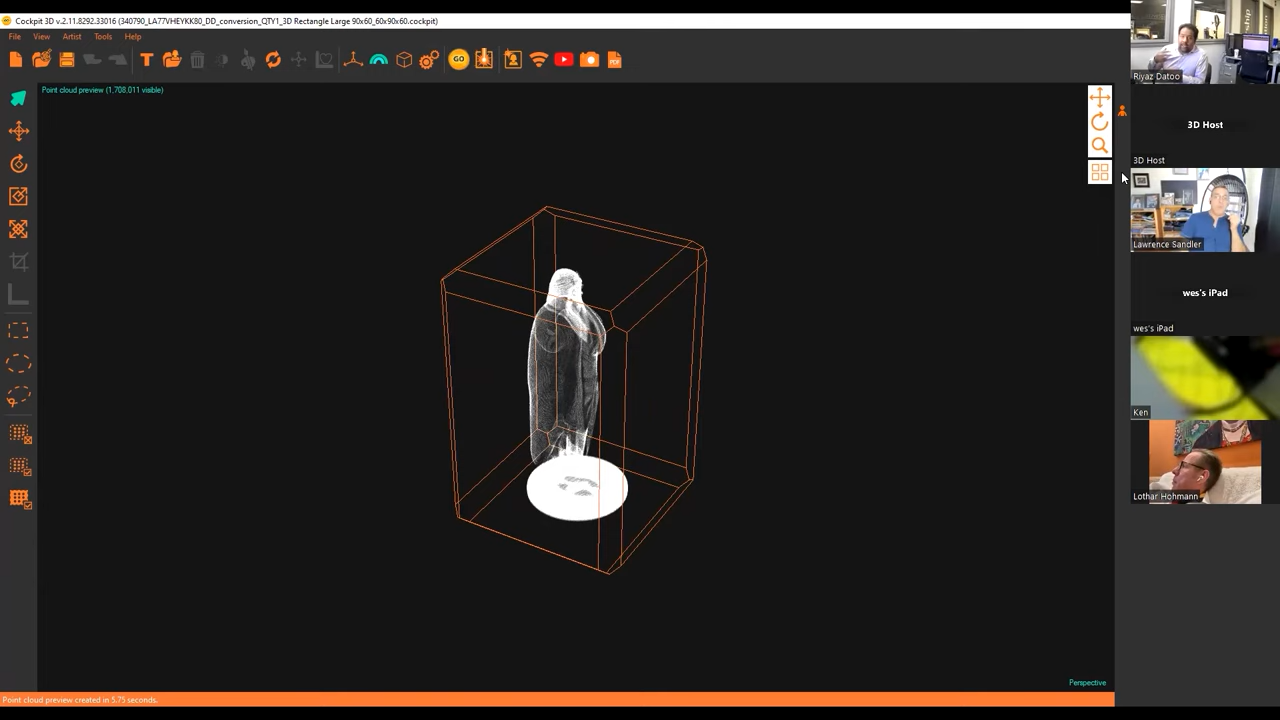 Cockpit 3D v.2.11.8292.33016 (340790_LA77VHEYKK80_DD_conversion_QTY1_3D Rectangle Large 90x60_60x90x60.cockpit)
File View Artist Tools Help
GO
PDF
Point cloud preview (1,708,011 visible)
Riyaz Datoo
3D Host
3D Host
Lawrence Sandler
wes's iPad
wes's iPad
Ken
Lothar Hohmann
Perspective
Point cloud preview created in 5.75 seconds.